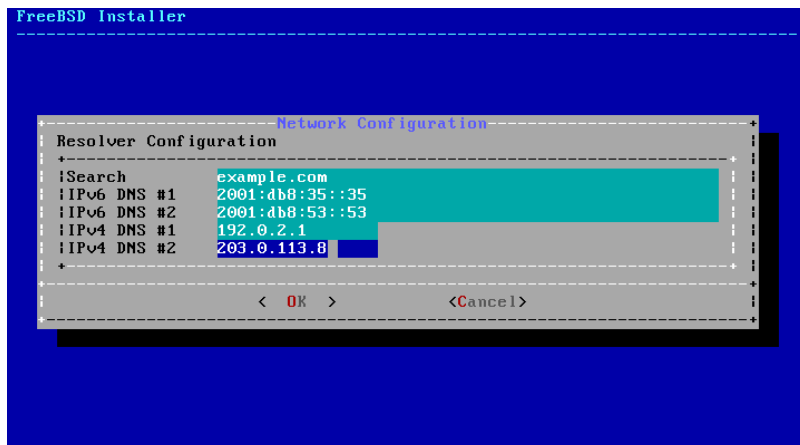 FreeBSD Installer
Network Configuration
Resolver Configuration
Search example.com
IPv6 DNS #1 2001:db8:35::35
IPv6 DNS #2 2001:db8:53::53
IPv4 DNS #1 192.0.2.1
IPv4 DNS #2 203.0.113.8
< OK > <Cancel>